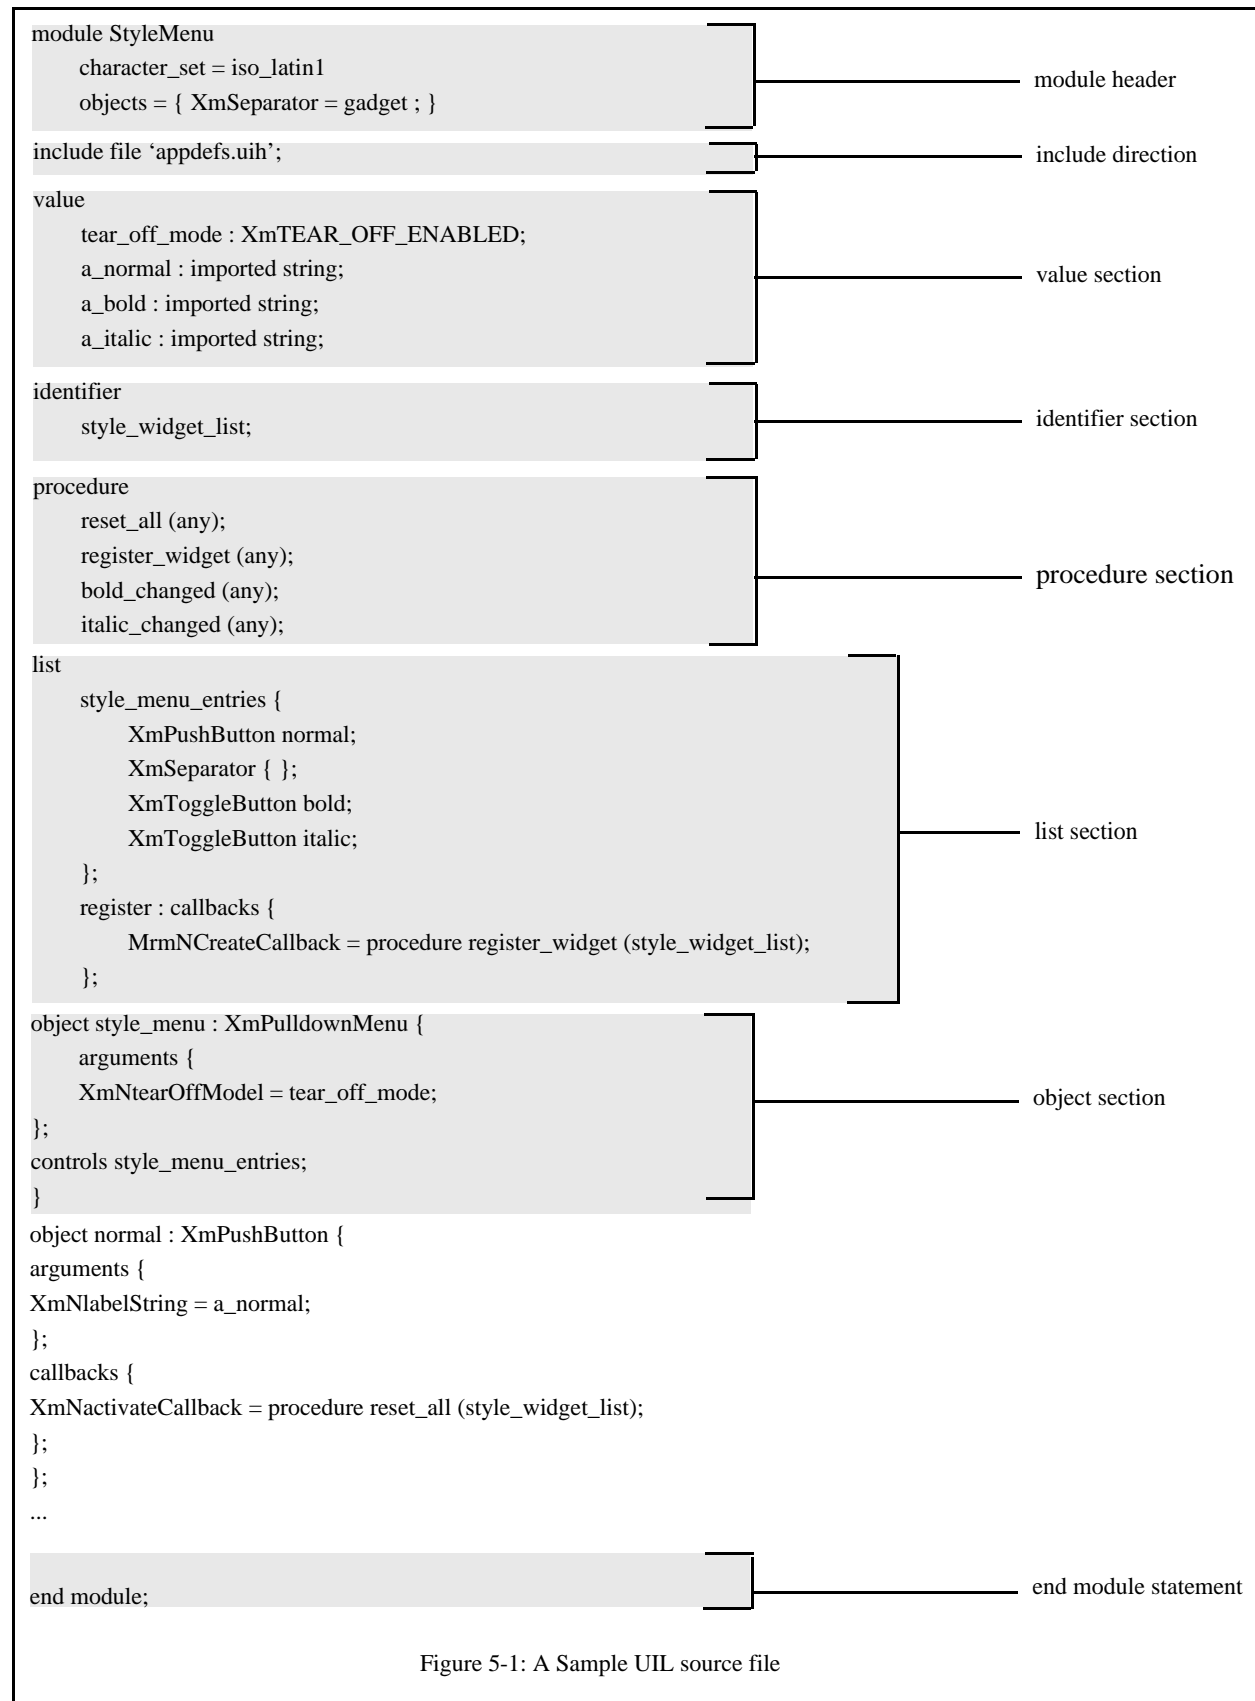 module StyleMenu
character_set = iso_latin1
objects = { XmSeparator = gadget ; }
module header
include file ‘appdefs.uih’;
include direction
value
tear_off_mode : XmTEAR_OFF_ENABLED;
a_normal : imported string;
a_bold : imported string;
a_italic : imported string;
value section
identifier
style_widget_list;
identifier section
procedure
reset_all (any);
register_widget (any);
bold_changed (any);
italic_changed (any);
procedure section
list
style_menu_entries {
XmPushButton normal;
XmSeparator { };
XmToggleButton bold;
XmToggleButton italic;
};
register : callbacks {
MrmNCreateCallback = procedure register_widget (style_widget_list);
};
list section
object style_menu : XmPulldownMenu {
arguments {
XmNtearOffModel = tear_off_mode;
};
controls style_menu_entries;
}
object section
object normal : XmPushButton {
arguments {
XmNlabelString = a_normal;
};
callbacks {
XmNactivateCallback = procedure reset_all (style_widget_list);
};
};
...
end module;
end module statement
Figure 5-1: A Sample UIL source file